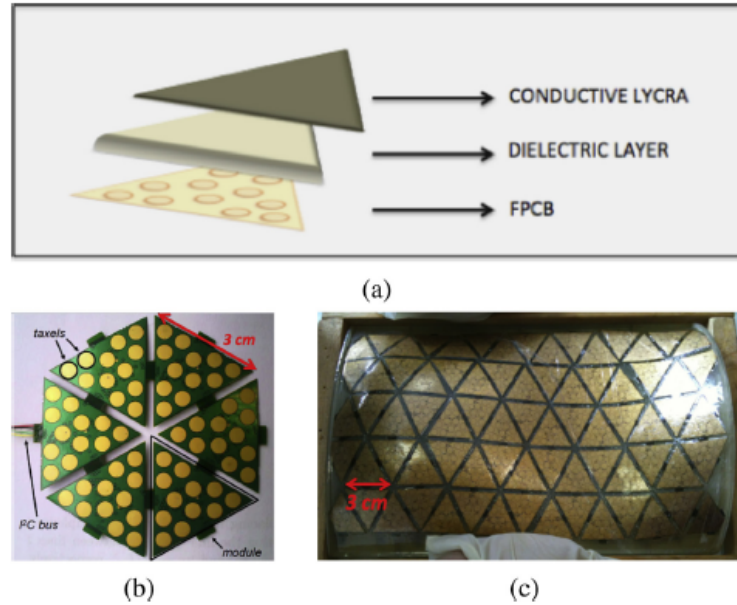 CONDUCTIVE LYCRA
DIELECTRIC LAYER
FPCB
(a)
taxels
3 cm
I²C bus
module
(b)
3 cm
(c)